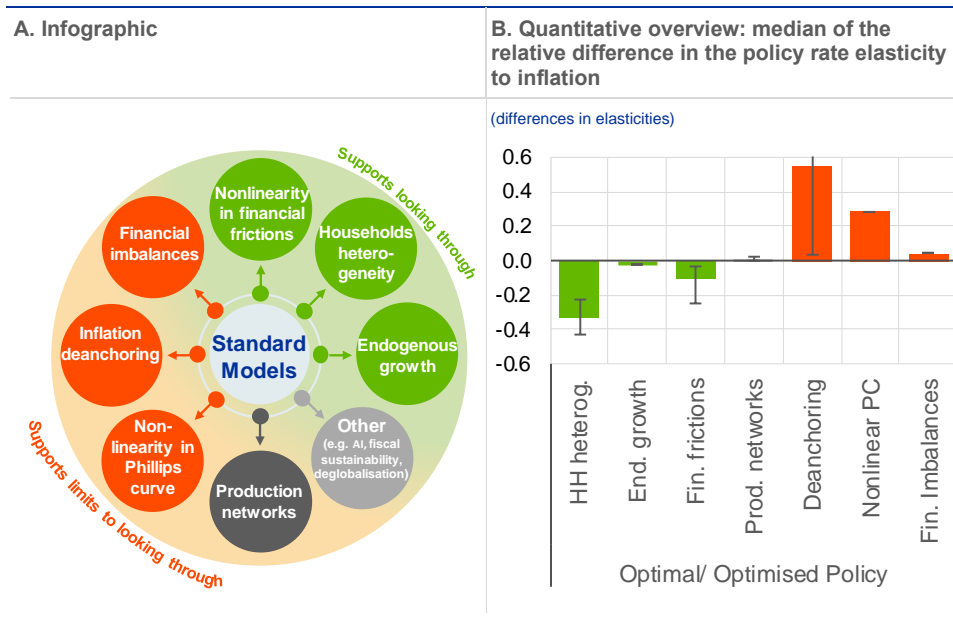 A. Infographic
B. Quantitative overview: median of the
relative difference in the policy rate elasticity
to inflation
Supports looking through
Nonlinearity
in financial
frictions
Households
hetero-
geneity
Financial
imbalances
Inflation
deanchoring
Standard
Models
Endogenous
growth
Non-
linearity in
Phillips
curve
Other
(e.g. AI, fiscal
sustainability,
deglobalisation)
Production
networks
Supports limits to looking through
(differences in elasticities)
0.6
0.4
0.2
0.0
-0.2
-0.4
-0.6
HH heterog.
End. growth
Fin. frictions
Prod. networks
Deanchoring
Nonlinear PC
Fin. Imbalances
Optimal/ Optimised Policy